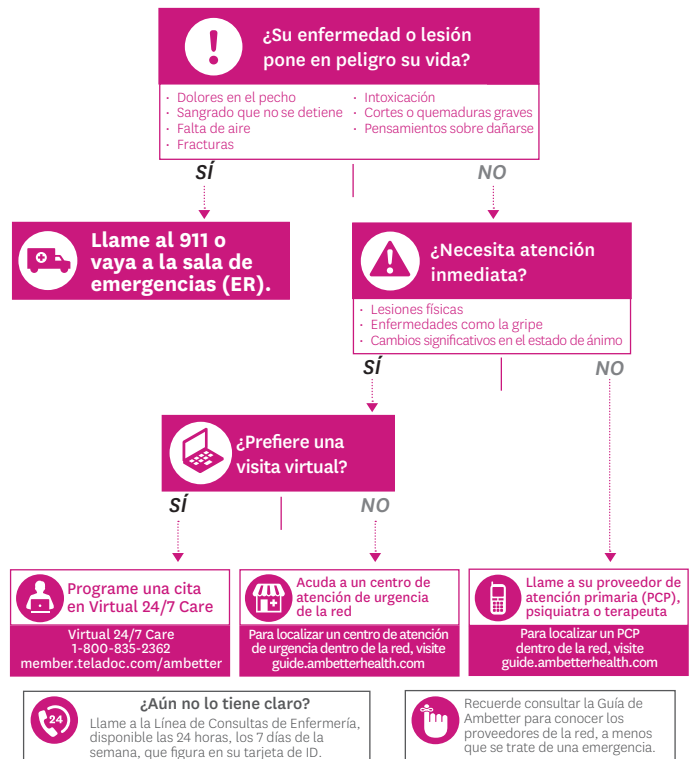 ¿Su enfermedad o lesión
pone en peligro su vida?
· Dolores en el pecho
· Sangrado que no se detiene
· Falta de aire
· Fracturas
· Intoxicación
· Cortes o quemaduras graves
· Pensamientos sobre dañarse
SÍ
NO
Llame al 911 o
vaya a la sala de
emergencias (ER).
¿Necesita atención
inmediata?
· Lesiones físicas
· Enfermedades como la gripe
· Cambios significativos en el estado de ánimo
SÍ
NO
¿Prefiere una
visita virtual?
SÍ
NO
Programe una cita
en Virtual 24/7 Care
Virtual 24/7 Care
1-800-835-2362
member.teladoc.com/ambetter
Acuda a un centro de
atención de urgencia
de la red
Para localizar un centro de atención
de urgencia dentro de la red, visite
guide.ambetterhealth.com
Llame a su proveedor de
atención primaria (PCP),
psiquiatra o terapeuta
Para localizar un PCP
dentro de la red, visite
guide.ambetterhealth.com
24
¿Aún no lo tiene claro?
Llame a la Línea de Consultas de Enfermería,
disponible las 24 horas, los 7 días de la
semana, que figura en su tarjeta de ID.
Recuerde consultar la Guía de
Ambetter para conocer los
proveedores de la red, a menos
que se trate de una emergencia.